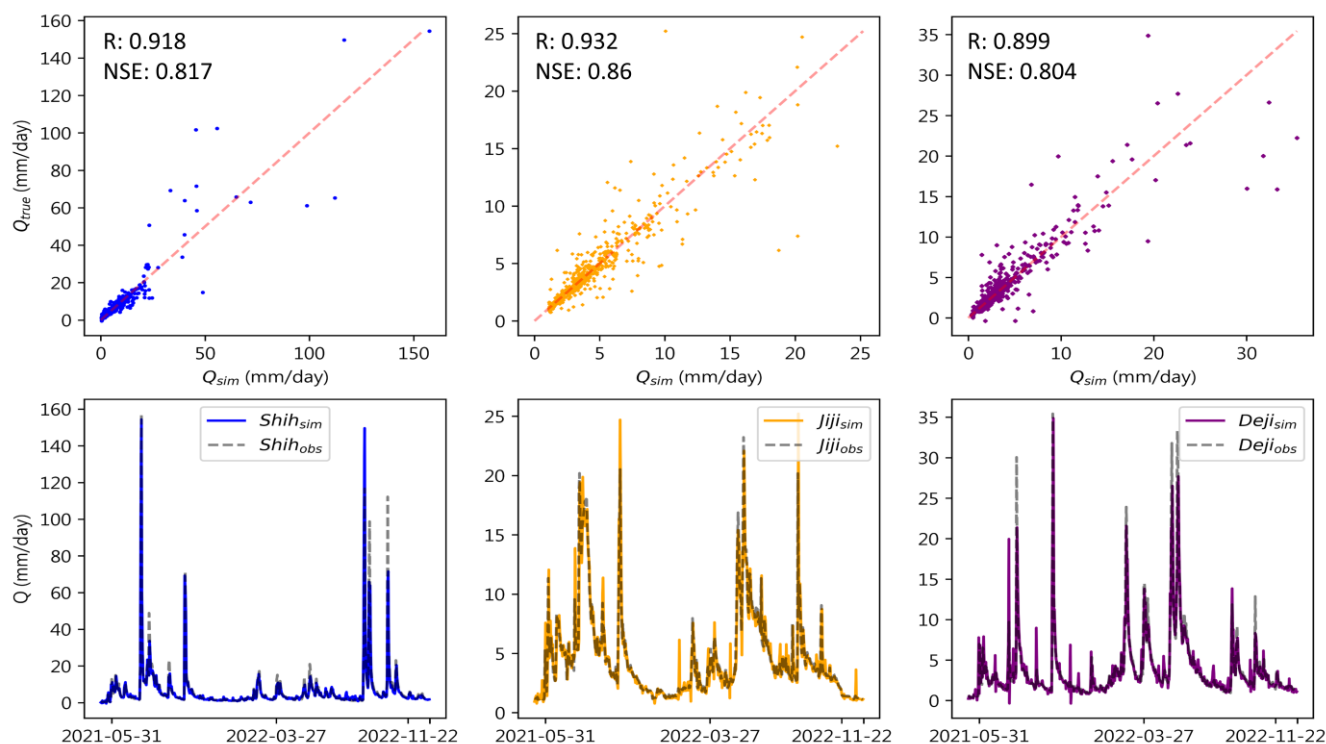 R: 0.918
NSE: 0.817
160
140
120
100
80
60
40
20
0
Q_true (mm/day)
0 50 100 150
Q_sim (mm/day)
R: 0.932
NSE: 0.86
25
20
15
10
5
0
0 5 10 15 20 25
Q_sim (mm/day)
R: 0.899
NSE: 0.804
35
30
25
20
15
10
5
0
0 10 20 30
Q_sim (mm/day)
Shih_sim
Shih_obs
160
140
120
100
80
60
40
20
0
Q (mm/day)
2021-05-31 2022-03-27 2022-11-22
Jiji_sim
Jiji_obs
25
20
15
10
5
0
2021-05-31 2022-03-27 2022-11-22
Deji_sim
Deji_obs
35
30
25
20
15
10
5
0
2021-05-31 2022-03-27 2022-11-22